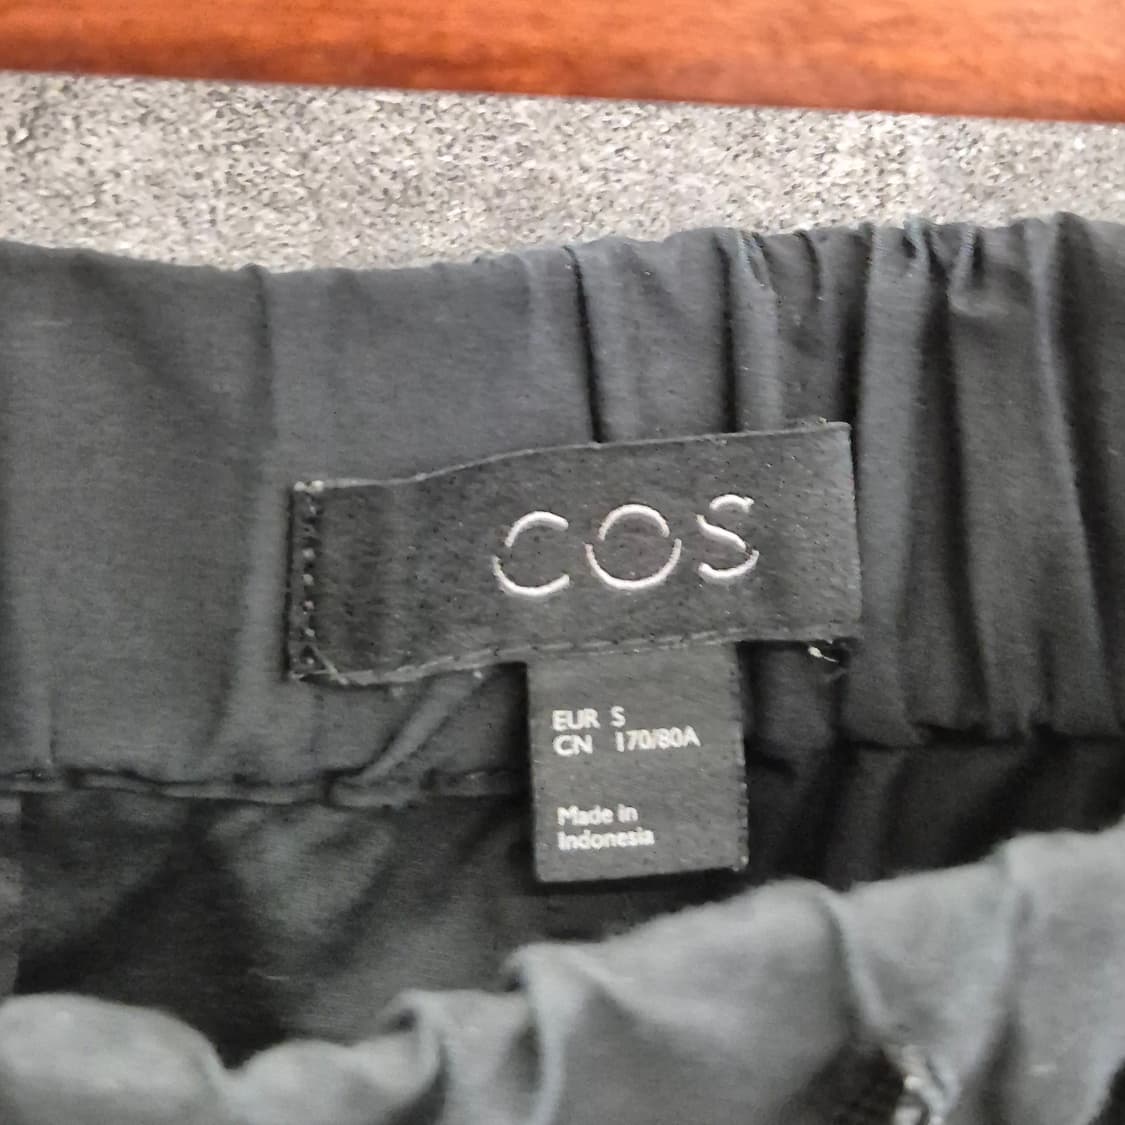 COS
EUR S
CN 170/80A
Made in
Indonesia